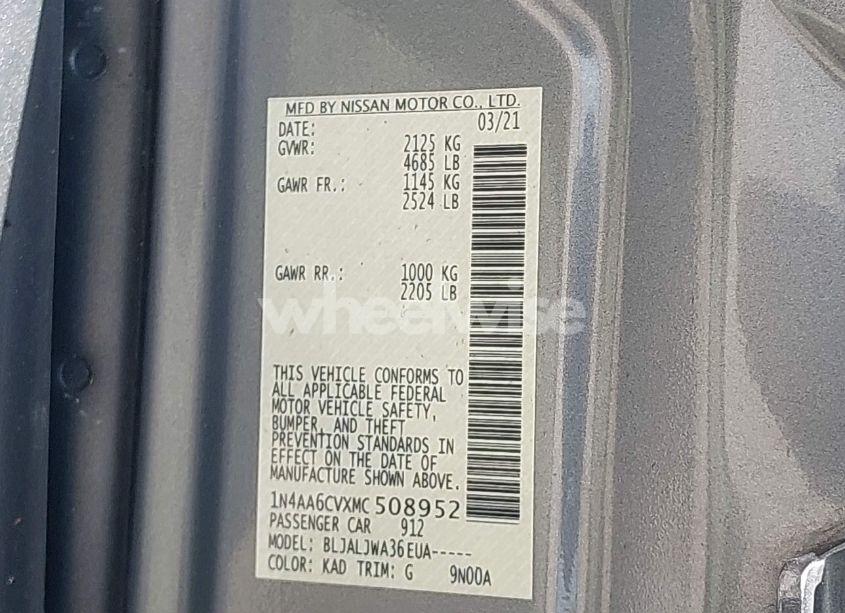 MFD BY NISSAN MOTOR CO., LTD.
DATE: 03/21
GVWR: 2125 KG
4685 LB
GAWR FR.: 1145 KG
2524 LB
GAWR RR.: 1000 KG
2205 LB
wheelwise
THIS VEHICLE CONFORMS TO
ALL APPLICABLE FEDERAL
MOTOR VEHICLE SAFETY,
BUMPER, AND THEFT
PREVENTION STANDARDS IN
EFFECT ON THE DATE OF
MANUFACTURE SHOWN ABOVE.
1N4AA6CVXMC508952
PASSENGER CAR 912
MODEL: BLJALJWA36EUA-----
COLOR: KAD TRIM: G 9N00A